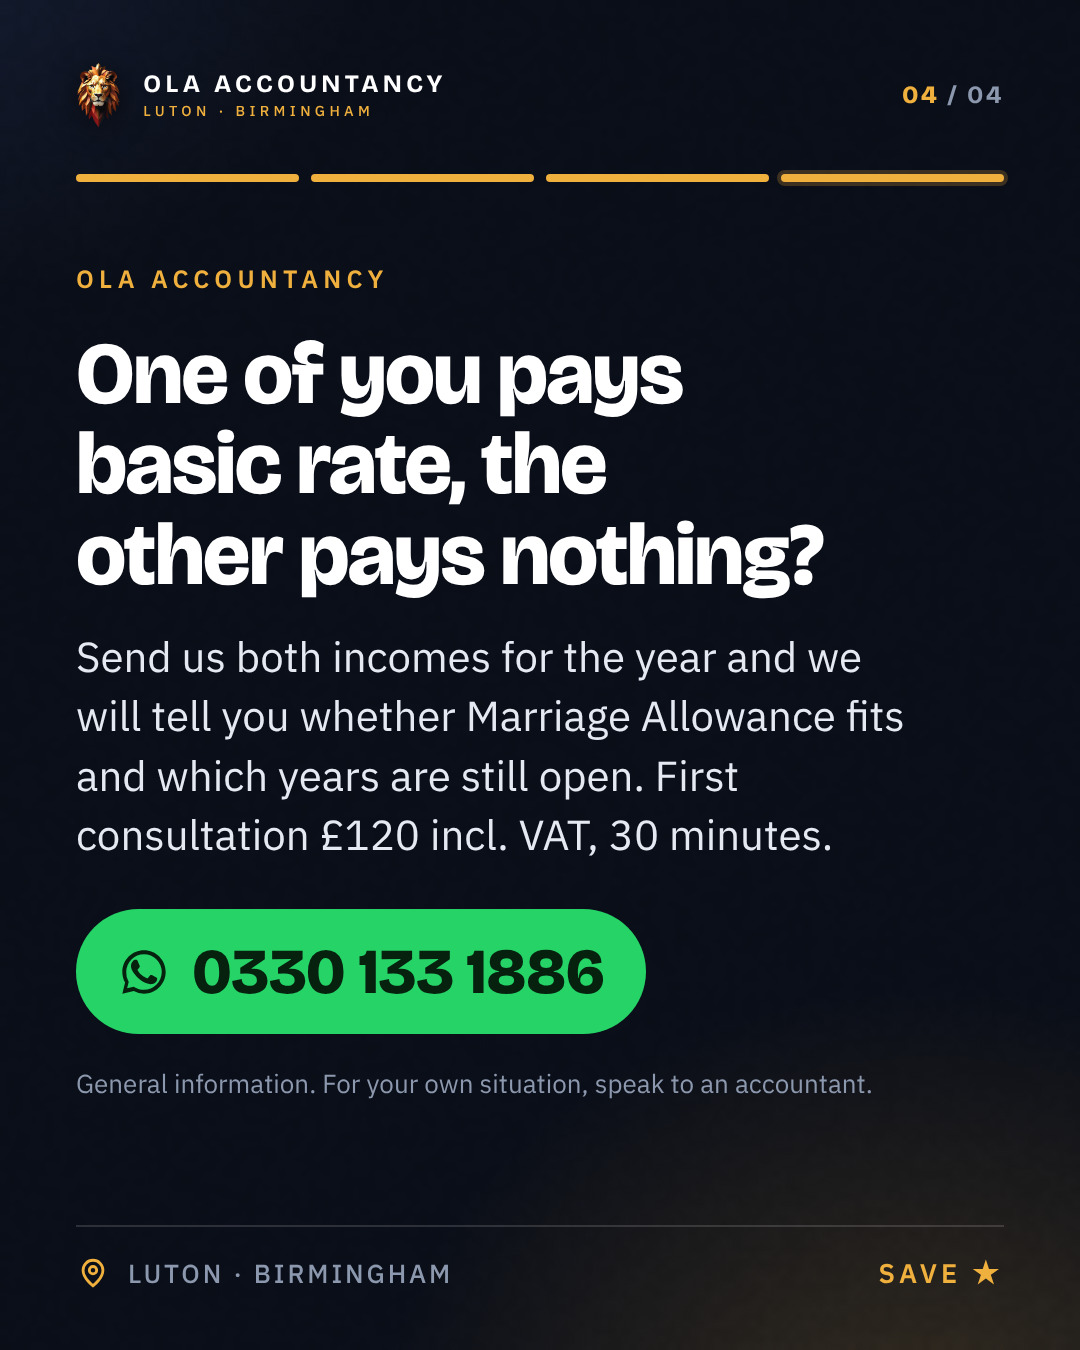 OLA ACCOUNTANCY
LUTON · BIRMINGHAM
04 / 04
OLA ACCOUNTANCY
One of you pays
basic rate, the
other pays nothing?
Send us both incomes for the year and we
will tell you whether Marriage Allowance fits
and which years are still open. First
consultation £120 incl. VAT, 30 minutes.
0330 133 1886
General information. For your own situation, speak to an accountant.
LUTON · BIRMINGHAM
SAVE ★